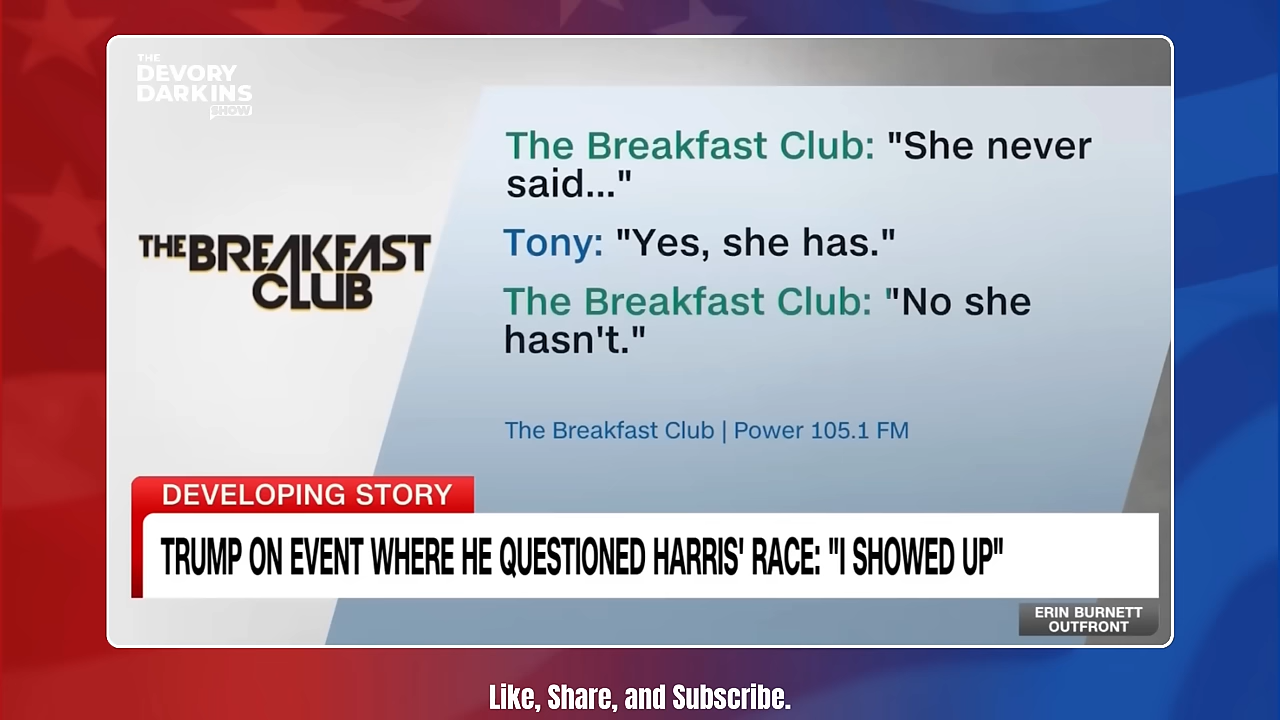 THE
DEVORY
DARKINS
SHOW
THE BREAKFAST
CLUB
The Breakfast Club: "She never
said..."
Tony: "Yes, she has."
The Breakfast Club: "No she
hasn't."
The Breakfast Club | Power 105.1 FM
DEVELOPING STORY
TRUMP ON EVENT WHERE HE QUESTIONED HARRIS' RACE: "I SHOWED UP"
ERIN BURNETT
OUTFRONT
Like, Share, and Subscribe.